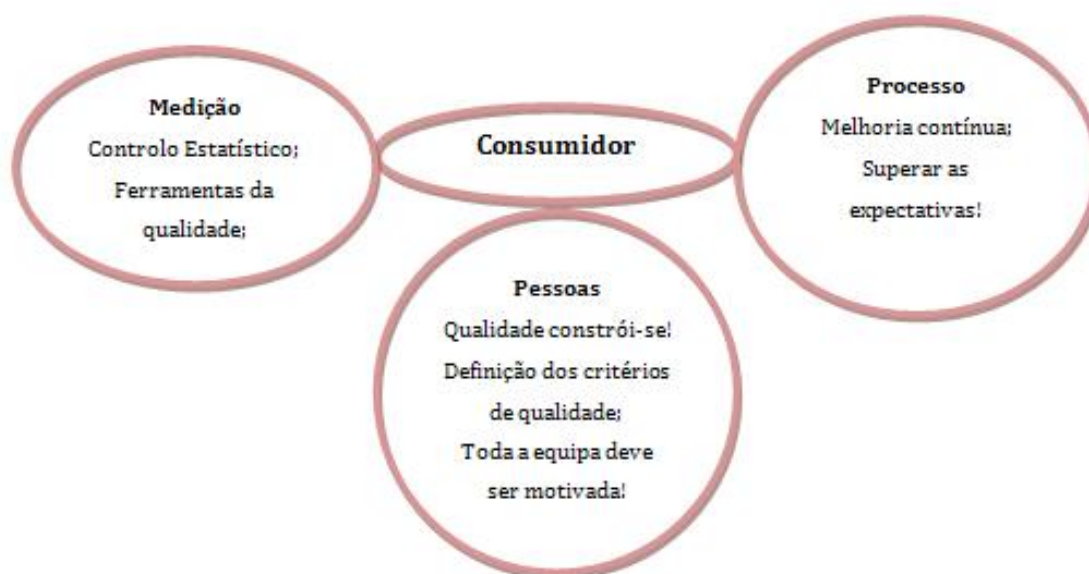 Medição
Controlo Estatístico;
Ferramentas da
qualidade;
Consumidor
Processo
Melhoria contínua;
Superar as
expectativas!
Pessoas
Qualidade constrói-se!
Definição dos critérios
de qualidade;
Toda a equipa deve
ser motivada!